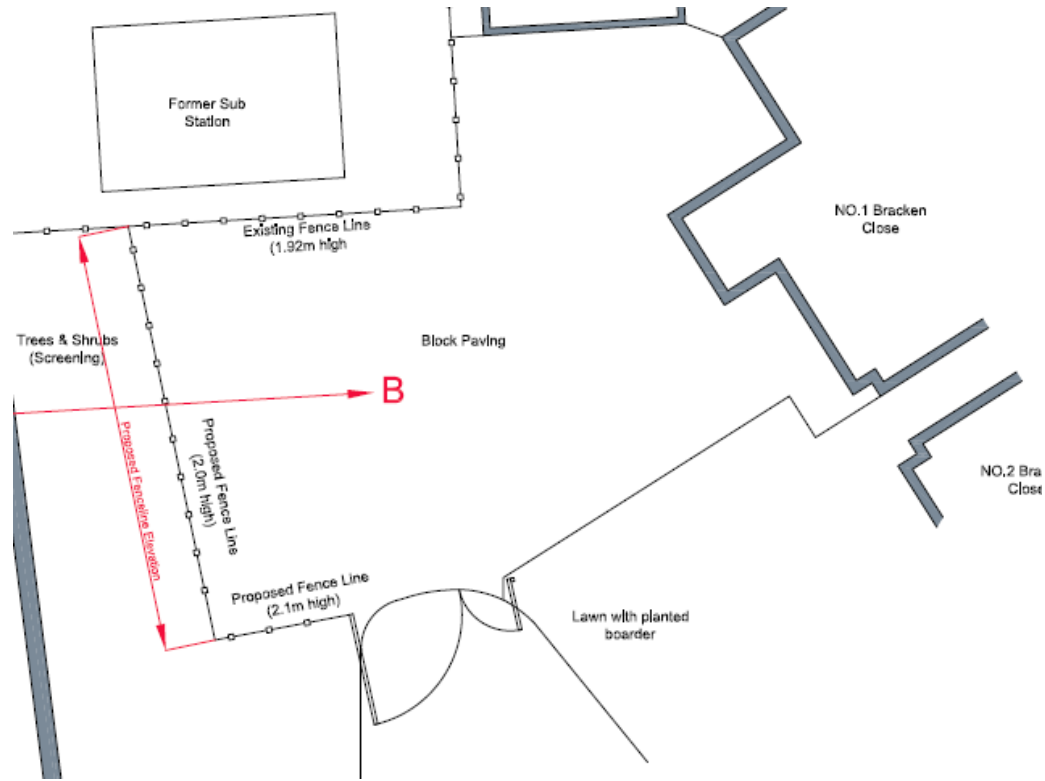 Former Sub
Station
Existing Fence Line
(1.92m high
NO.1 Bracken
Close
Trees & Shrubs
(Screening)
Block Paving
B
Proposed Fence Line
(2.0m high)
Proposed Fenceline Elevation
NO.2 Bra
Close
Proposed Fence Line
(2.1m high)
Lawn with planted
boarder